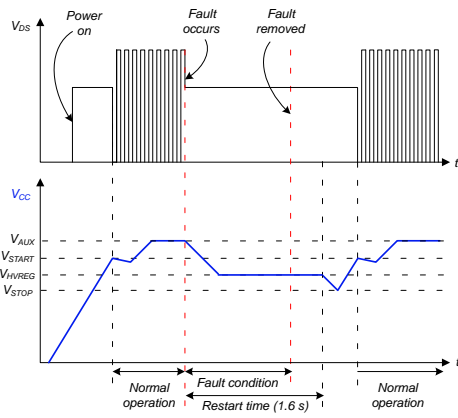 Power
on
Fault
occurs
Fault
removed
VDS
t
VCC
VAUX
VSTART
VHVREG
VSTOP
t
Normal
operation
Fault condition
Restart time (1.6 s)
Normal
operation